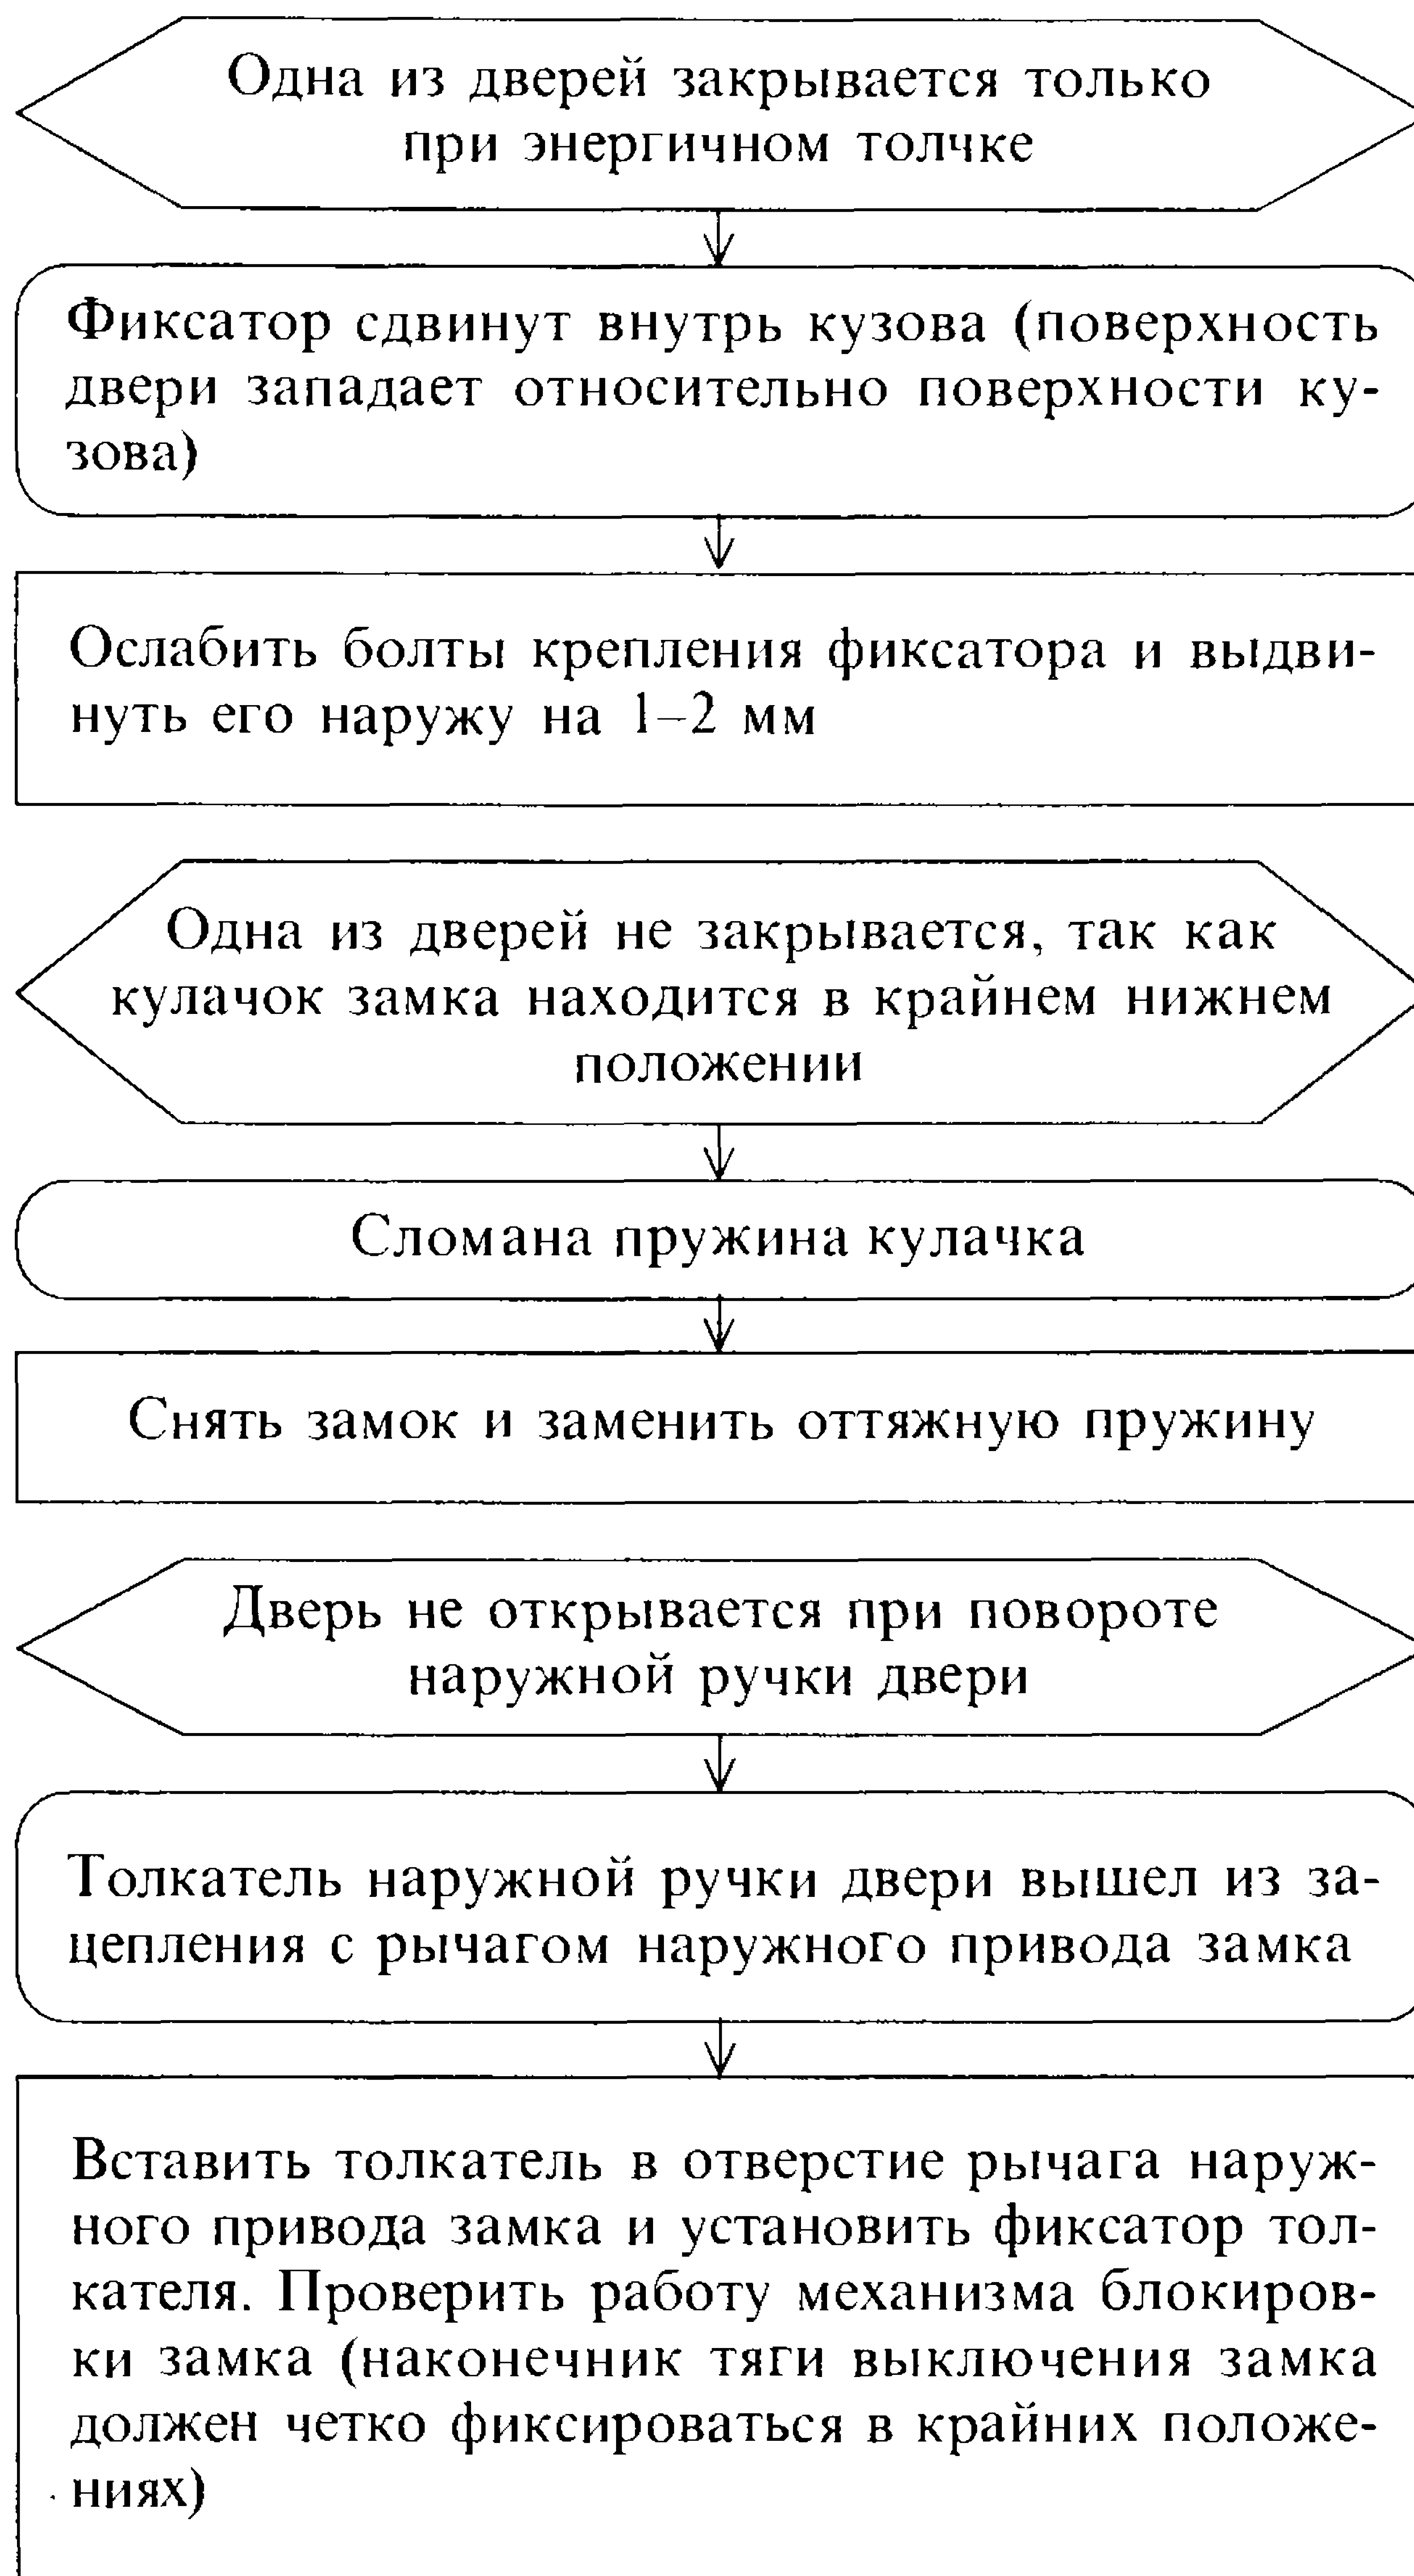 Одна из дверей закрывается только
при энергичном толчке
Фиксатор сдвинут внутрь кузова (поверхность
двери западает относительно поверхности ку-
зова)
Ослабить болты крепления фиксатора и выдви-
нуть его наружу на 1–2 мм
Одна из дверей не закрывается, так как
кулачок замка находится в крайнем нижнем
положении
Сломана пружина кулачка
Снять замок и заменить оттяжную пружину
Дверь не открывается при повороте
наружной ручки двери
Толкатель наружной ручки двери вышел из за-
цепления с рычагом наружного привода замка
Вставить толкатель в отверстие рычага наруж-
ного привода замка и установить фиксатор тол-
кателя. Проверить работу механизма блокиров-
ки замка (наконечник тяги выключения замка
должен четко фиксироваться в крайних положе-
ниях)